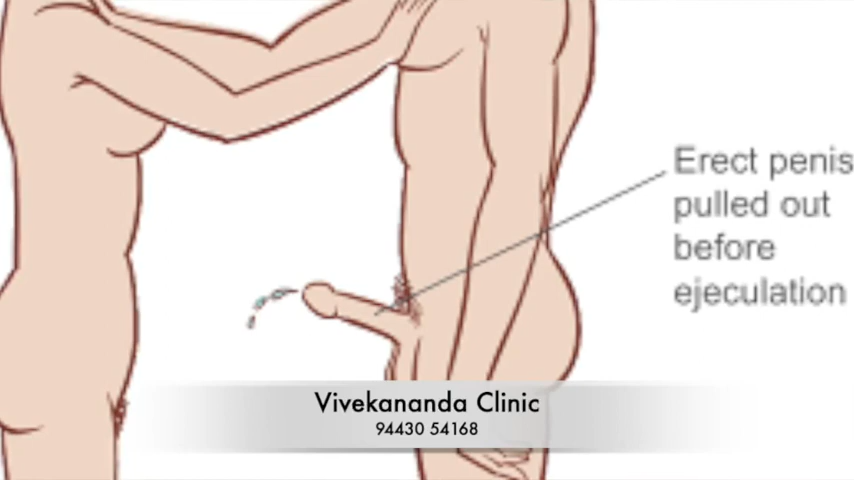 Erect penis
pulled out
before
ejeculation
Vivekananda Clinic
94430 54168